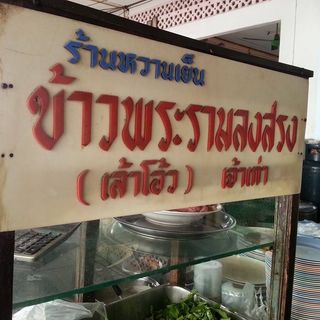 ร้านหวานเย็น
ข้าวพระรามลงสรง
(เล้าโอ้ว) เจ้าเก่า